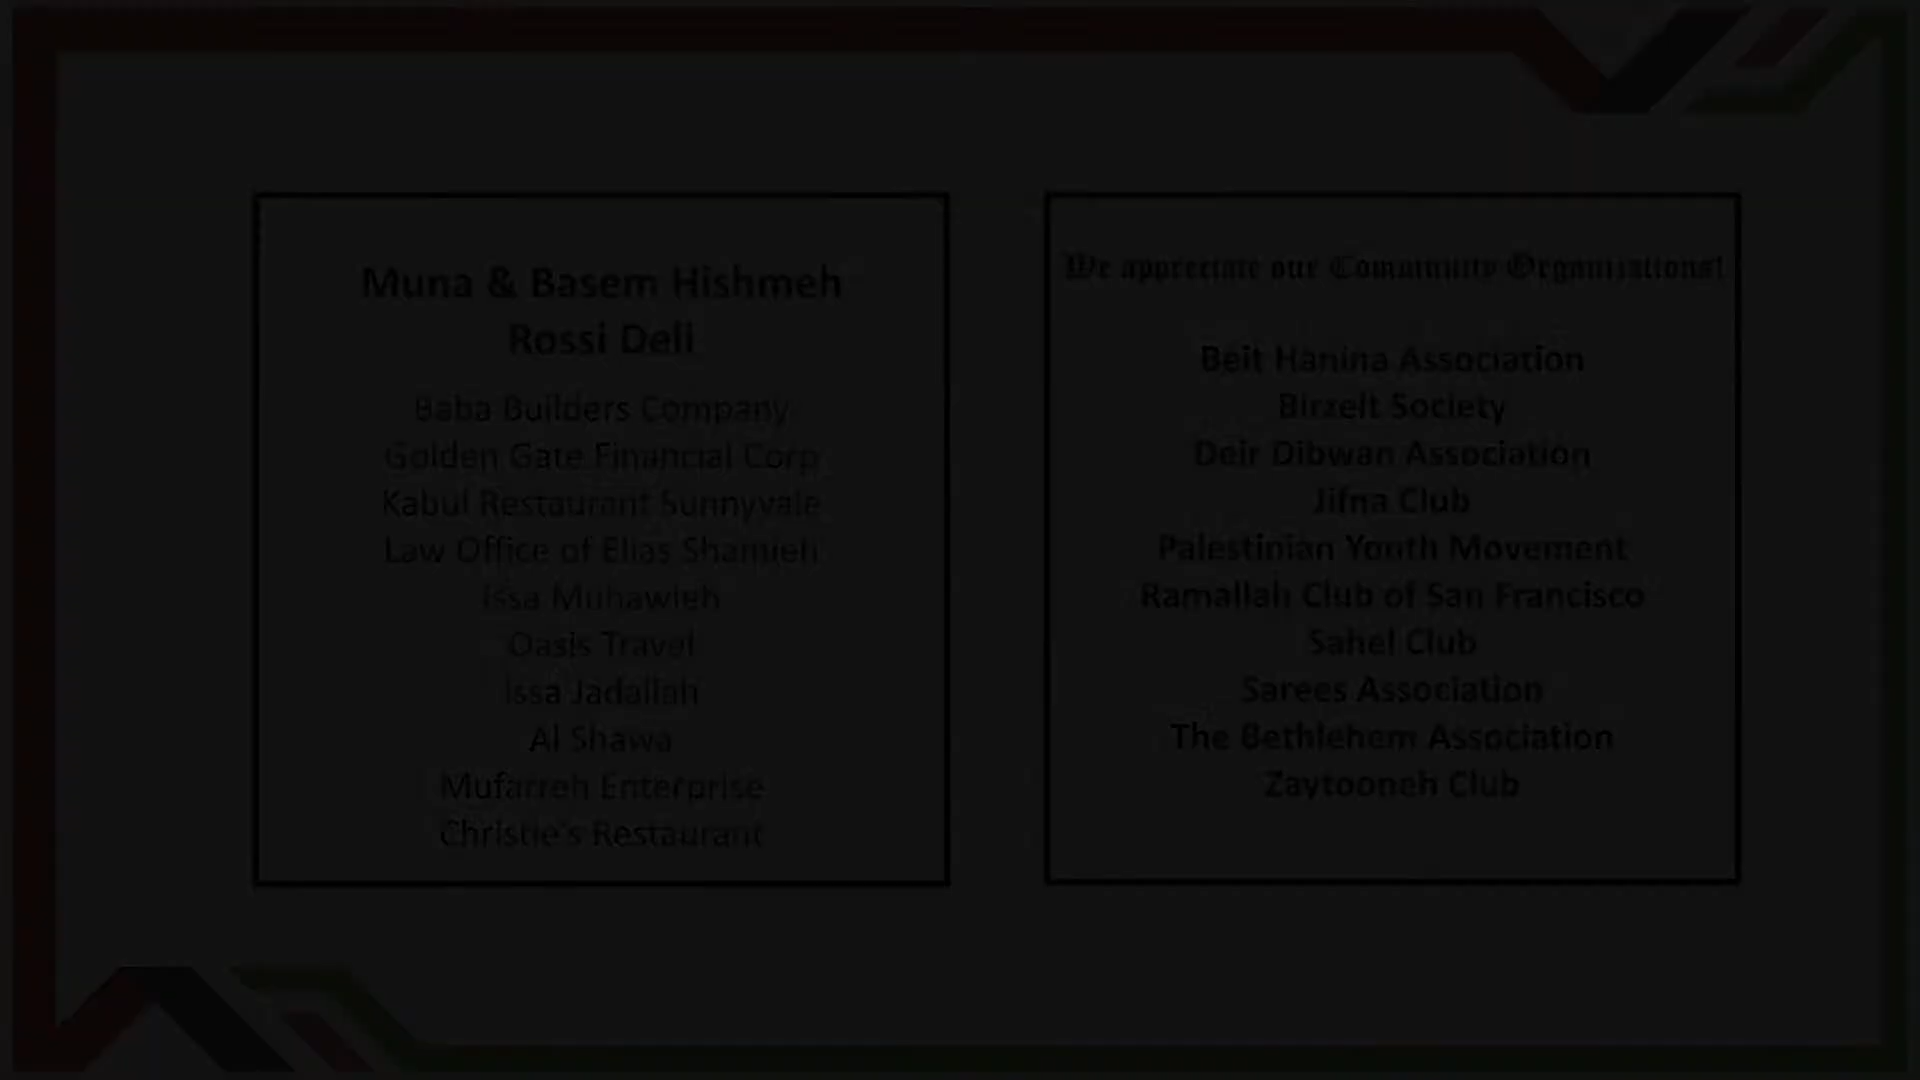 Muna & Basem Hishmeh
Rossi Deli
Baba Builders Company
Golden Gate Financial Corp
Kabul Restaurant Sunnyvale
Law Office of Elias Shamieh
Issa Muhawieh
Oasis Travel
Issa Jadallah
Al Shawa
Mufarreh Enterprise
Christie's Restaurant
We appreciate our Community Organizations!
Beit Hanina Association
Birzeit Society
Deir Dibwan Association
Jifna Club
Palestinian Youth Movement
Ramallah Club of San Francisco
Sahel Club
Sarees Association
The Bethlehem Association
Zaytooneh Club